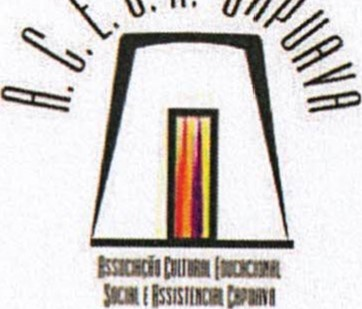 A.C.E.S.A. CAPUAVA
ASSOCIAÇÃO CULTURAL EDUCACIONAL
SOCIAL E ASSISTENCIAL CAPUAVA